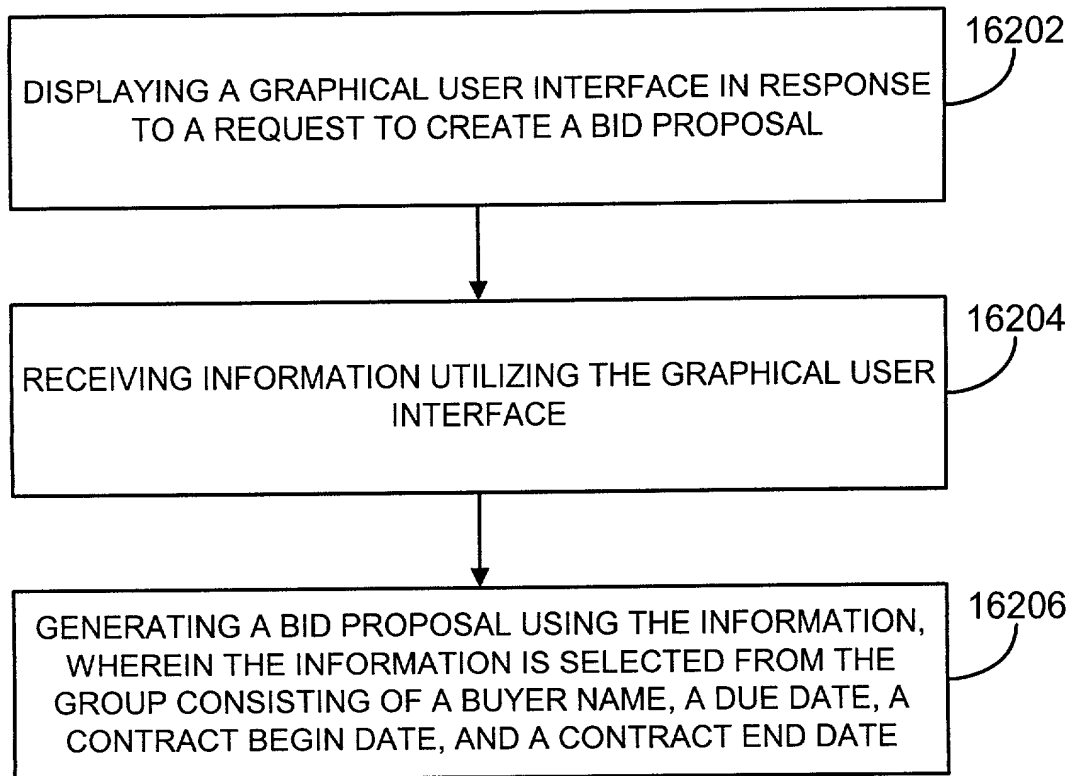 16202
DISPLAYING A GRAPHICAL USER INTERFACE IN RESPONSE
TO A REQUEST TO CREATE A BID PROPOSAL
16204
RECEIVING INFORMATION UTILIZING THE GRAPHICAL USER
INTERFACE
16206
GENERATING A BID PROPOSAL USING THE INFORMATION,
WHEREIN THE INFORMATION IS SELECTED FROM THE
GROUP CONSISTING OF A BUYER NAME, A DUE DATE, A
CONTRACT BEGIN DATE, AND A CONTRACT END DATE